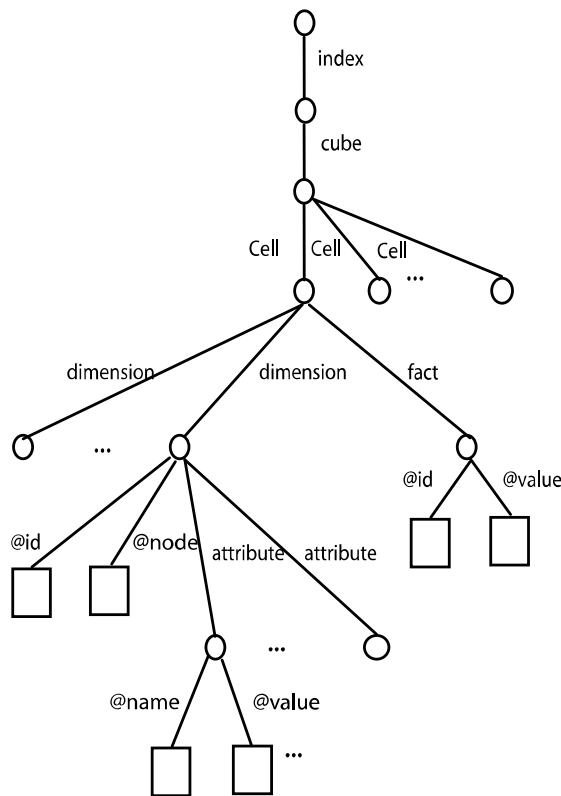 index
cube
Cell Cell Cell
...
dimension dimension fact
...
@id @value
@id @node attribute attribute
...
@name @value
...